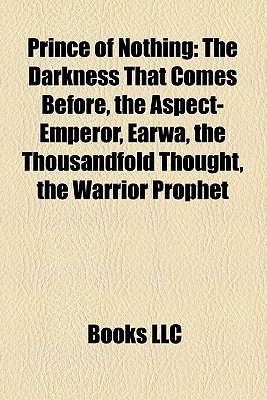 Prince of Nothing: The Darkness That Comes
Before, the Aspect-
Emperor, Earwa, the
Thousandfold Thought,
the Warrior Prophet
Books LLC